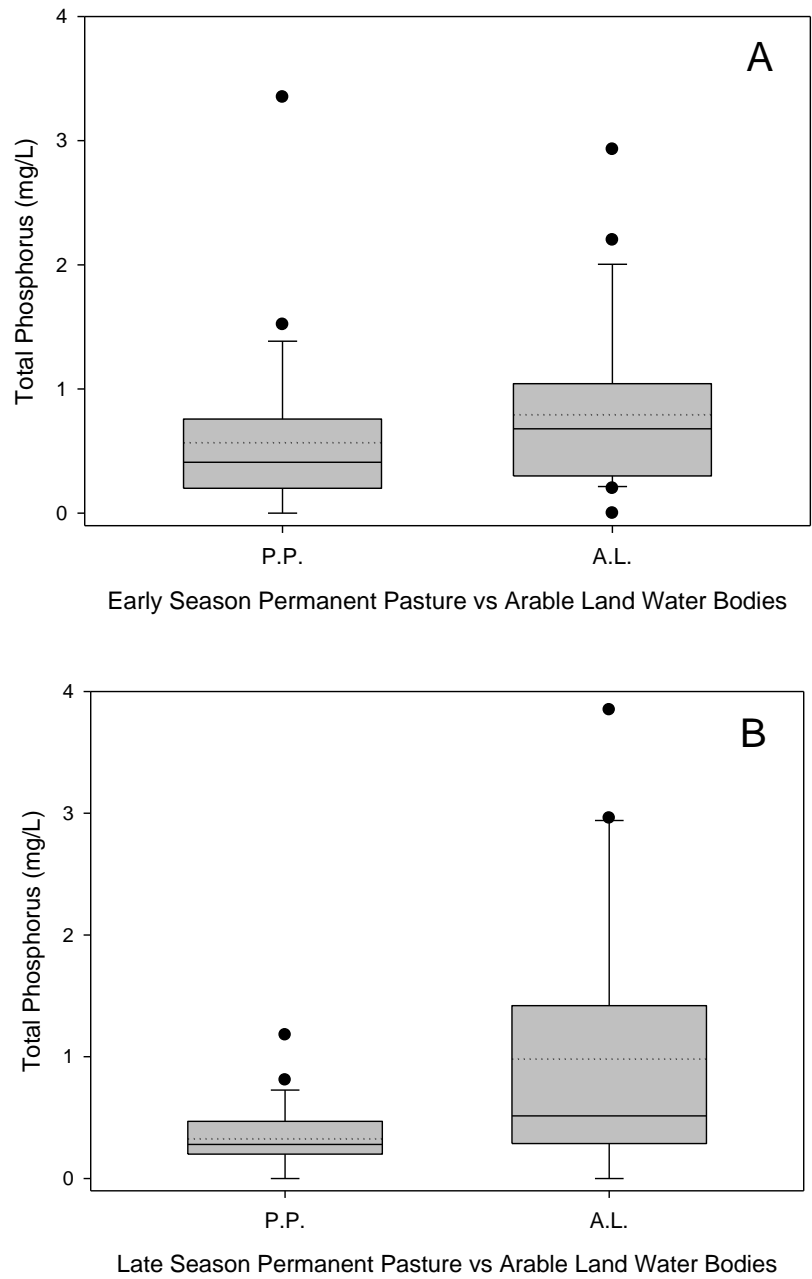 A
Total Phosphorus (mg/L)
4
3
2
1
0
P.P. A.L.
Early Season Permanent Pasture vs Arable Land Water Bodies
B
Total Phosphorus (mg/L)
4
3
2
1
0
P.P. A.L.
Late Season Permanent Pasture vs Arable Land Water Bodies